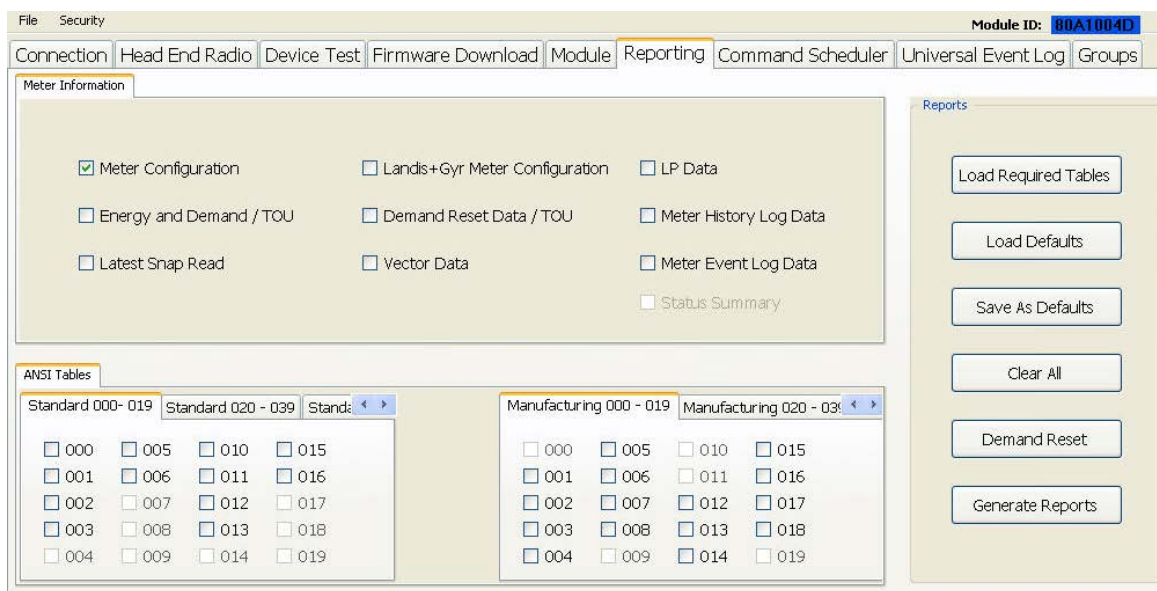 File Security Module ID: 80A1004D
Connection Head End Radio Device Test Firmware Download Module Reporting Command Scheduler Universal Event Log Groups
Meter Information
Reports
Meter Configuration Landis+Gyr Meter Configuration LP Data
Load Required Tables
Energy and Demand / TOU Demand Reset Data / TOU Meter History Log Data
Load Defaults
Latest Snap Read Vector Data Meter Event Log Data
Status Summary
Save As Defaults
ANSI Tables
Clear All
Standard 000- 019 Standard 020 - 039 Standa Manufacturing 000 - 019 Manufacturing 020 - 039
000 005 010 015 000 005 010 015
Demand Reset
001 006 011 016 001 006 011 016
002 007 012 017 002 007 012 017
Generate Reports
003 008 013 018 003 008 013 018
004 009 014 019 004 009 014 019